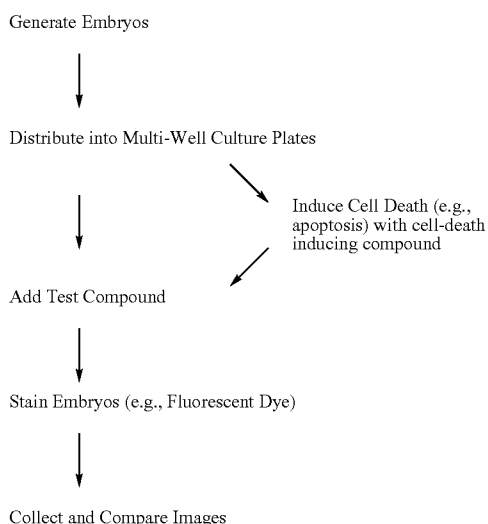 Generate Embryos
Distribute into Multi-Well Culture Plates
Induce Cell Death (e.g.,
apoptosis) with cell-death
inducing compound
Add Test Compound
Stain Embryos (e.g., Fluorescent Dye)
Collect and Compare Images